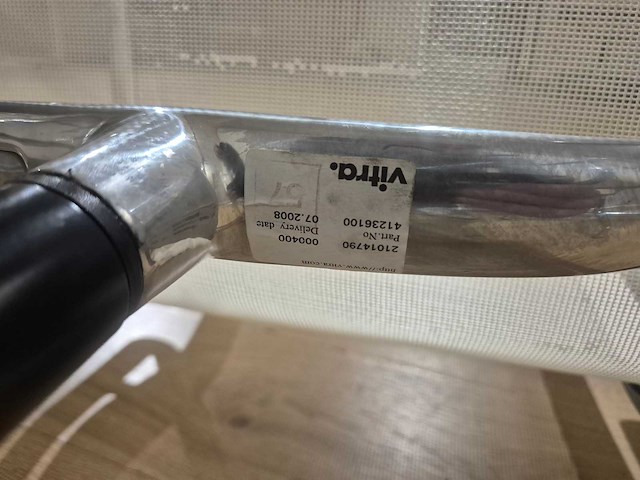 http://www.vitra.com
21014790 000400
Part.No Delivery date
41236100 07.2008
vitra.